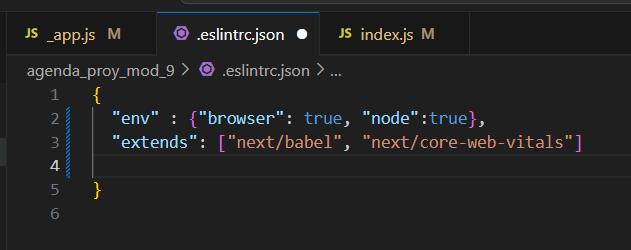 JS _app.js M .eslintrc.json JS index.js M
agenda_proy_mod_9 > .eslintrc.json > ...
1 {
2 "env" : {"browser": true, "node":true},
3 "extends": ["next/babel", "next/core-web-vitals"]
4
5 }
6